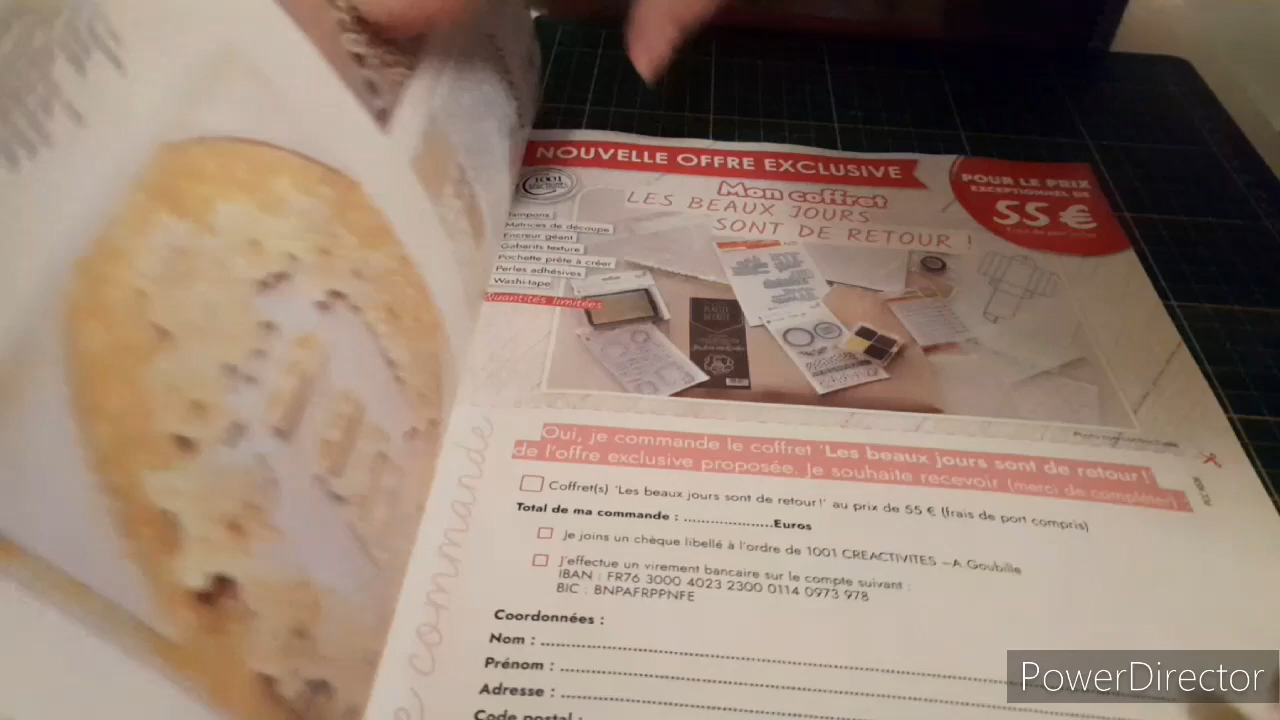 NOUVELLE OFFRE EXCLUSIVE
POUR LE PRIX
EXCEPTIONNEL DE
55 €
1001
Mon coffret
LES BEAUX JOURS
SONT DE RETOUR !
Tampons
Matrices de découpe
Encreur géant
Gabarits texture
Pochette prête à créer
Perles adhésives
Washi-tape
Quantités limitées
Oui, je commande le coffret 'Les beaux jours sont de retour !'
de l'offre exclusive proposée. Je souhaite recevoir (merci de compléter) :
Coffret(s) 'Les beaux jours sont de retour !' au prix de 55 € (frais de port compris)
Total de ma commande : ....................Euros
Je joins un chèque libellé à l'ordre de 1001 CREACTIVITES –A.Goubille
J'effectue un virement bancaire sur le compte suivant :
IBAN : FR76 3000 4023 2300 0114 0973 978
BIC : BNPAFRPPNFE
Coordonnées :
Nom :
Prénom :
Adresse :
Code postal :
e commande
PowerDirector